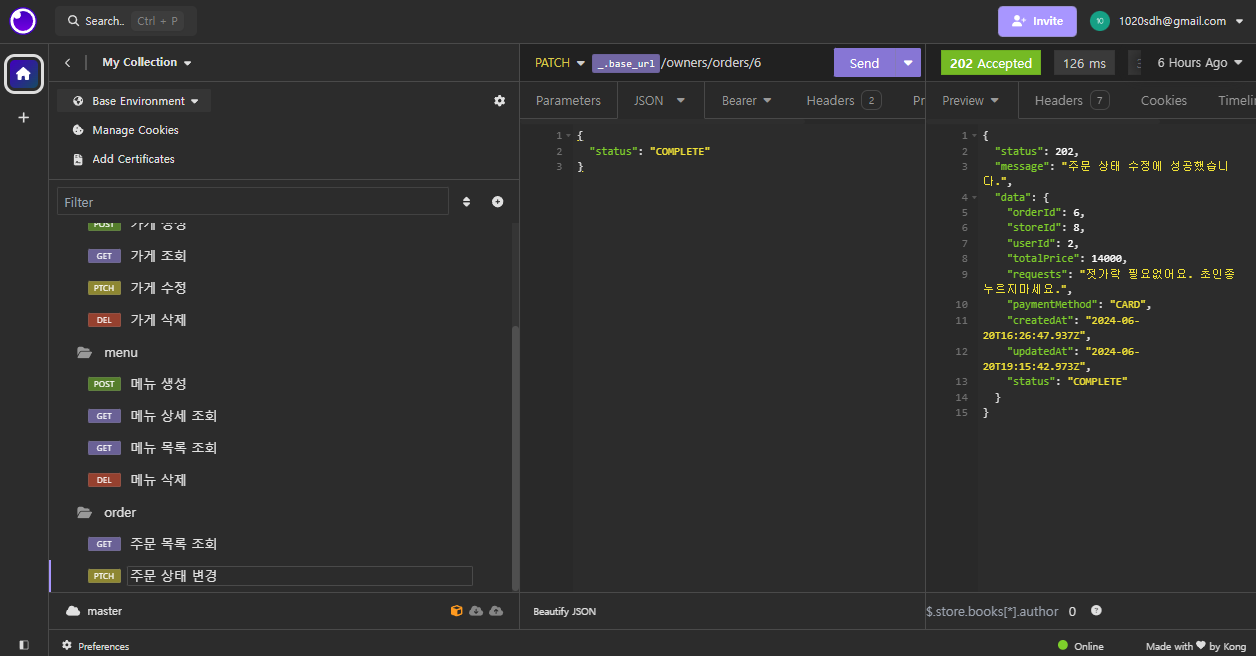 Search.. Ctrl + P
Invite
10 1020sdh@gmail.com
My Collection
Base Environment
Manage Cookies
Add Certificates
Filter
POST 가게 생성
GET 가게 조회
PTCH 가게 수정
DEL 가게 삭제
menu
POST 메뉴 생성
GET 메뉴 상세 조회
GET 메뉴 목록 조회
DEL 메뉴 삭제
order
GET 주문 목록 조회
PTCH 주문 상태 변경
master
Preferences
PATCH _.base_url/owners/orders/6 Send
Parameters JSON Bearer Headers 2 Pr
1 {
2 "status": "COMPLETE"
3 }
Beautify JSON
202 Accepted 126 ms 6 Hours Ago
Preview Headers 7 Cookies Timelin
1 {
2 "status": 202,
3 "message": "주문 상태 수정에 성공했습니
다.",
4 "data": {
5 "orderId": 6,
6 "storeId": 8,
7 "userId": 2,
8 "totalPrice": 14000,
9 "requests": "젓가락 필요없어요. 초인종
누르지마세요.",
10 "paymentMethod": "CARD",
11 "createdAt": "2024-06-
20T16:26:47.937Z",
12 "updatedAt": "2024-06-
20T19:15:42.973Z",
13 "status": "COMPLETE"
14 }
15 }
$.store.books[*].author 0
Online
Made with ♥ by Kong